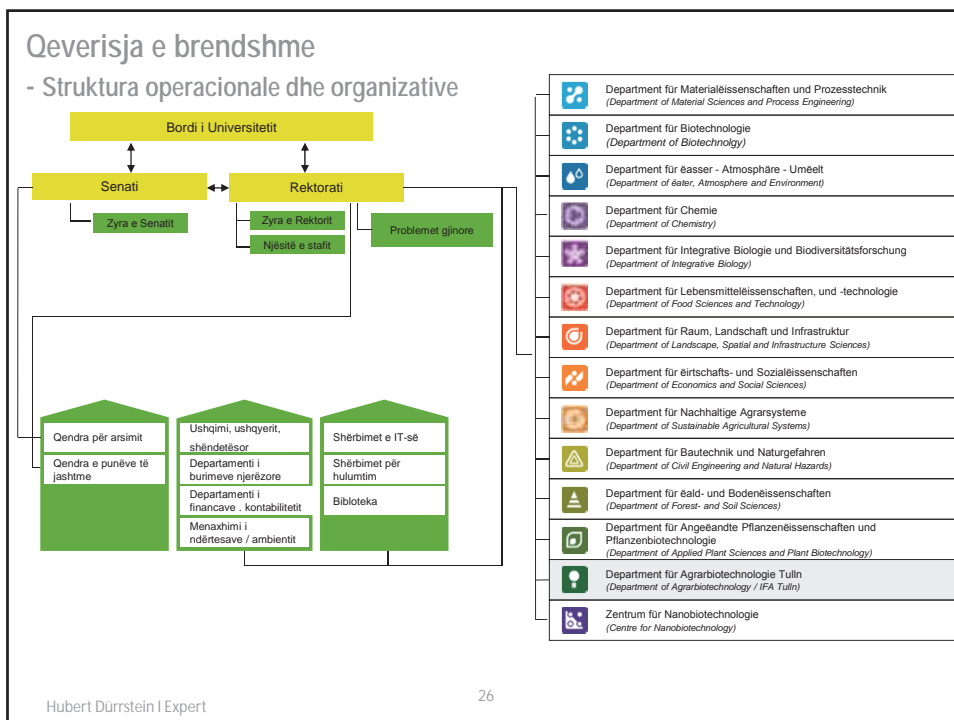 Qeverisja e brendshme
- Struktura operacionale dhe organizative
Bordi i Universitetit
Senati
Rektorati
Zyra e Senatit
Zyra e Rektorit
Njësitë e stafit
Problemet gjinore
Qendra për arsimit
Qendra e punëve të
jashtme
Ushqimi, ushqyerit,
shëndetësor
Departamenti i
burimeve njerëzore
Departamenti i
financave . kontabilitetit
Menaxhimi i
ndërtesave / ambientit
Shërbimet e IT-së
Shërbimet për
hulumtim
Biblioteka
Department für Materialëissenschaften und Prozesstechnik
(Department of Material Sciences and Process Engineering)
Department für Biotechnologie
(Department of Biotechnolgy)
Department für ëasser - Atmosphäre - Umëelt
(Department of ëater, Atmosphere and Environment)
Department für Chemie
(Department of Chemistry)
Department für Integrative Biologie und Biodiversitätsforschung
(Department of Integrative Biology)
Department für Lebensmittelëissenschaften, und -technologie
(Department of Food Sciences and Technology)
Department für Raum, Landschaft und Infrastruktur
(Department of Landscape, Spatial and Infrastructure Sciences)
Department für ëirtschafts- und Sozialëissenschaften
(Department of Economics and Social Sciences)
Department für Nachhaltige Agrarsysteme
(Department of Sustainable Agricultural Systems)
Department für Bautechnik und Naturgefahren
(Department of Civil Engineering and Natural Hazards)
Department für ëald- und Bodenëissenschaften
(Department of Forest- and Soil Sciences)
Department für Angeëandte Pflanzenëissenschaften und
Pflanzenbiotechnologie
(Department of Applied Plant Sciences and Plant Biotechnology)
Department für Agrarbiotechnologie Tulln
(Department of Agrarbiotechnology / IFA Tulln)
Zentrum für Nanobiotechnologie
(Centre for Nanobiotechnology)
Hubert Dürrstein I Expert
26